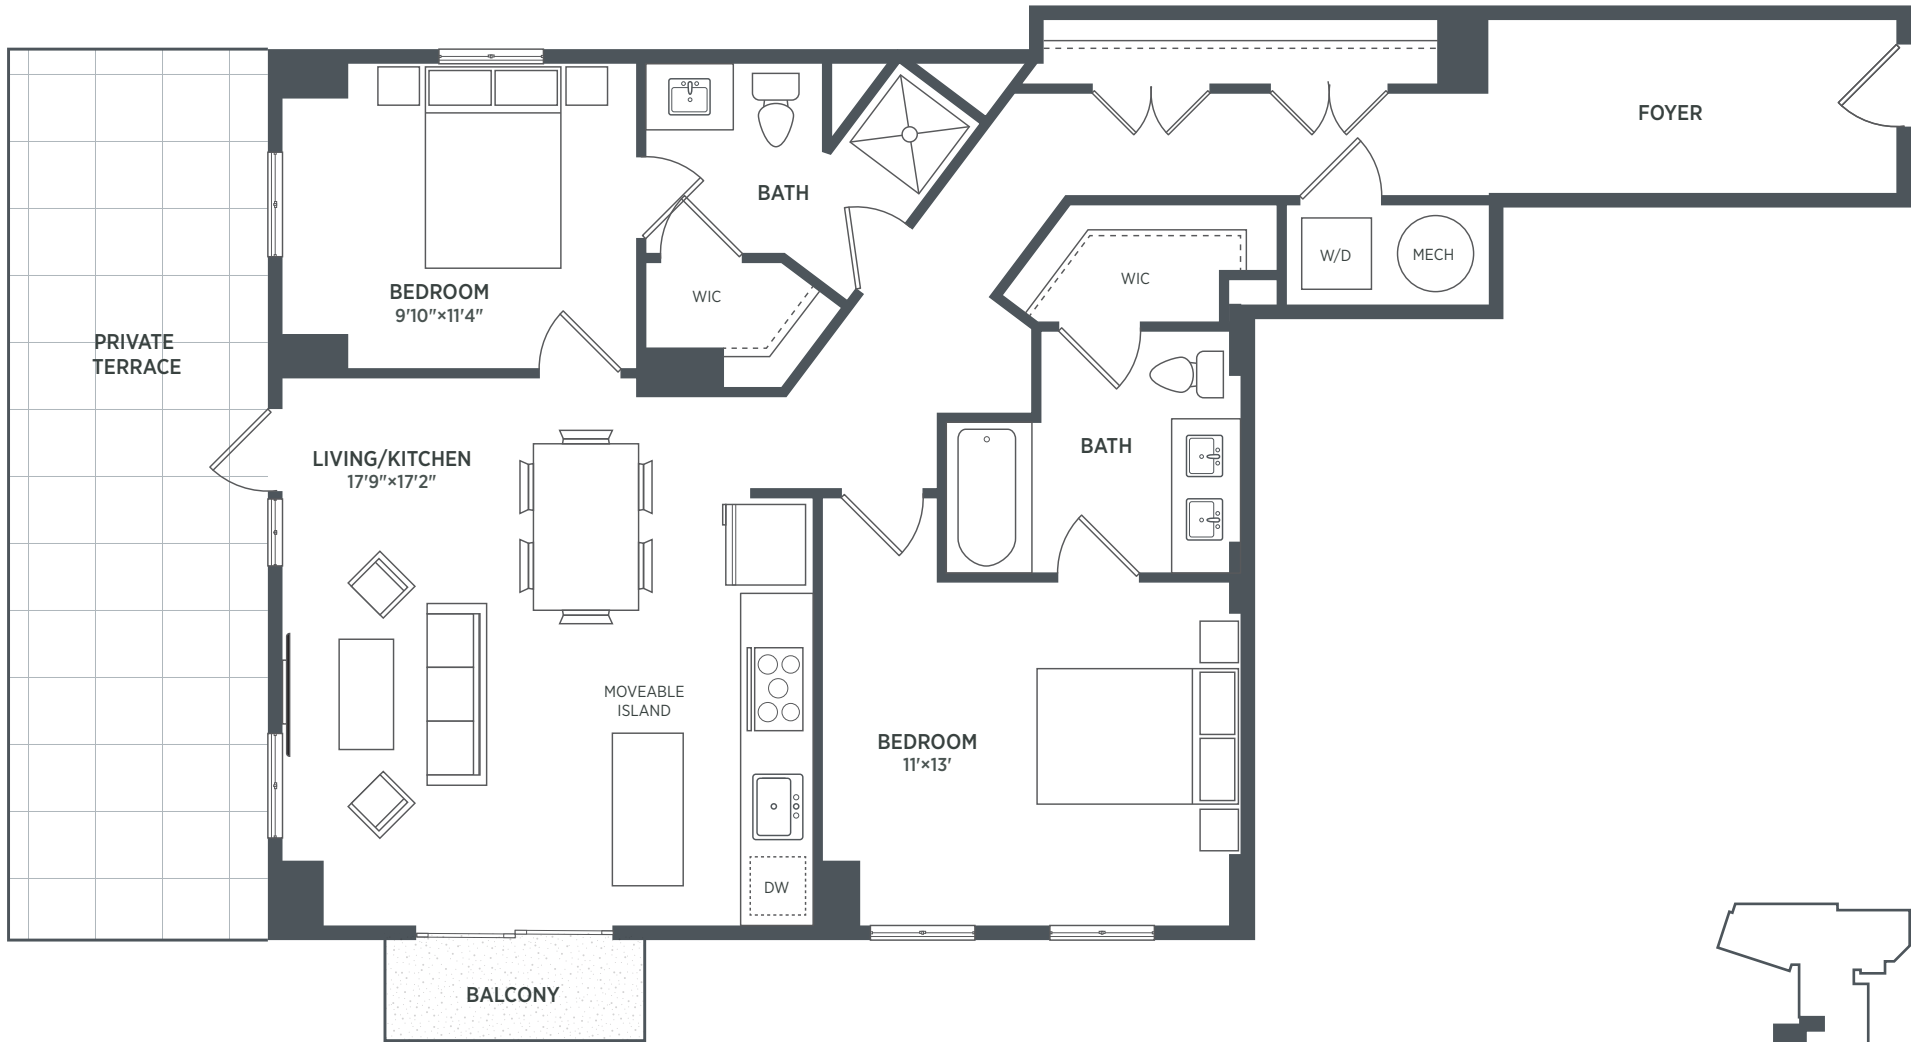 FOYER
BATH
W/D
MECH
WIC
WIC
BEDROOM
9'10"×11'4"
PRIVATE
TERRACE
LIVING/KITCHEN
17'9"×17'2"
BATH
MOVEABLE
ISLAND
BEDROOM
11'×13'
DW
BALCONY